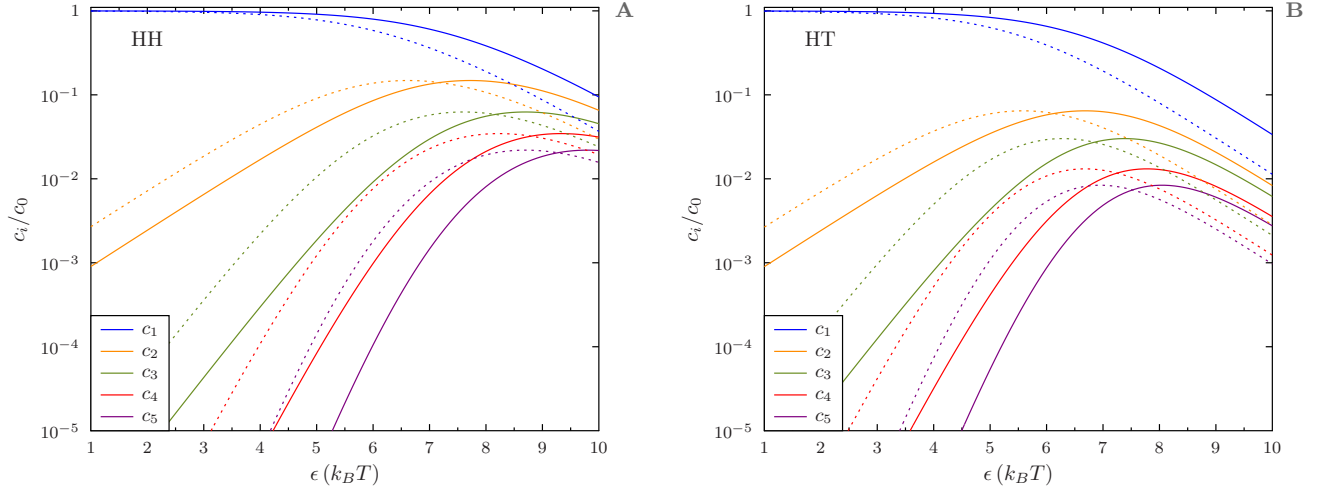 A
HH
1
10⁻¹
10⁻²
10⁻³
10⁻⁴
10⁻⁵
c_i/c_0
c_1
c_2
c_3
c_4
c_5
1 2 3 4 5 6 7 8 9 10
ϵ (k_B T)
B
HT
1
10⁻¹
10⁻²
10⁻³
10⁻⁴
10⁻⁵
c_i/c_0
c_1
c_2
c_3
c_4
c_5
1 2 3 4 5 6 7 8 9 10
ϵ (k_B T)